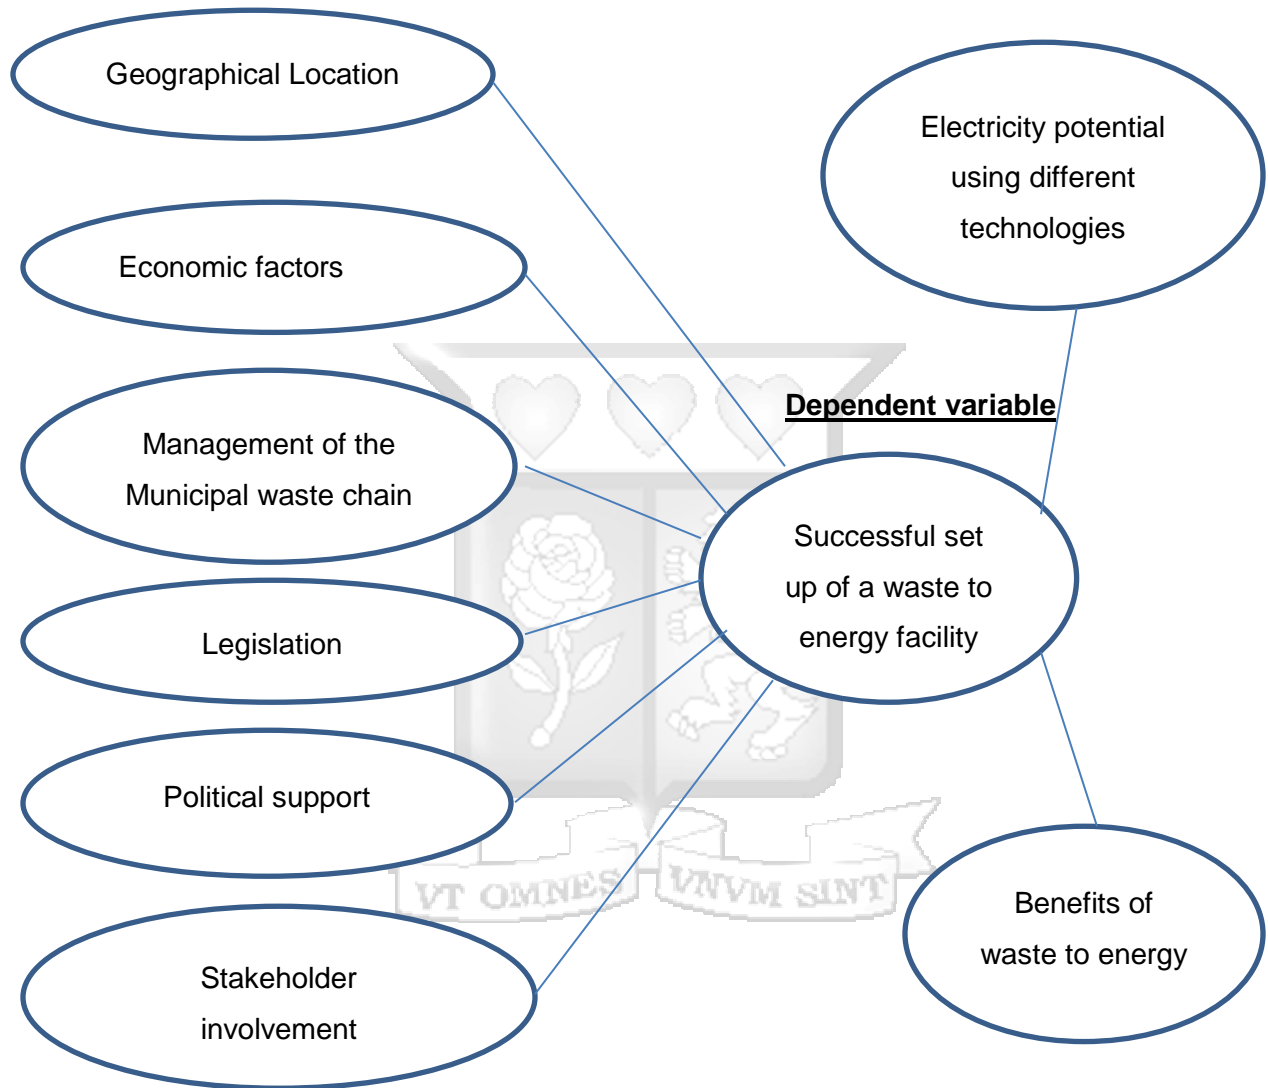 Geographical Location
Economic factors
Management of the
Municipal waste chain
Legislation
Political support
Stakeholder
involvement
Dependent variable
Successful set
up of a waste to
energy facility
Electricity potential
using different
technologies
Benefits of
waste to energy
VT OMNES VNVM SINT